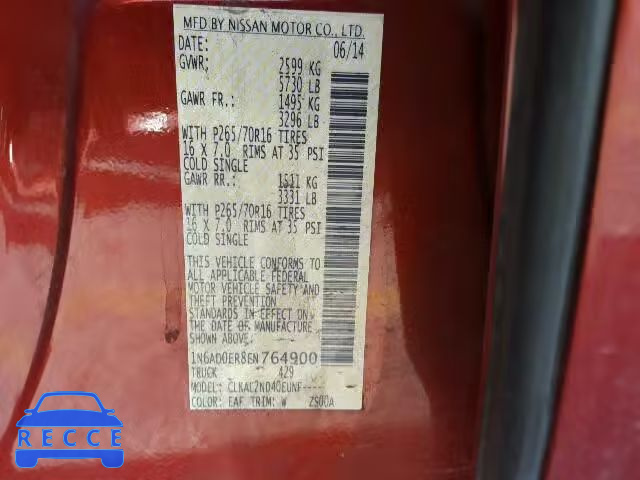 MFD BY NISSAN MOTOR CO., LTD.
DATE: 06/14
GVWR: 2599 KG
5730 LB
GAWR FR.: 1495 KG
3296 LB
WITH P265/70R16 TIRES
16 X 7.0 RIMS AT 35 PSI
COLD SINGLE
GAWR RR.: 1511 KG
3331 LB
WITH P265/70R16 TIRES
16 X 7.0 RIMS AT 35 PSI
COLD SINGLE
THIS VEHICLE CONFORMS TO
ALL APPLICABLE FEDERAL
MOTOR VEHICLE SAFETY AND
THEFT PREVENTION
STANDARDS IN EFFECT ON
THE DATE OF MANUFACTURE
SHOWN ABOVE.
1N6AD0ER8EN764900
TRUCK 429
MODEL: CLKAL2ND40EUNF----
COLOR: EAF TRIM: W ZS00A
RECCE